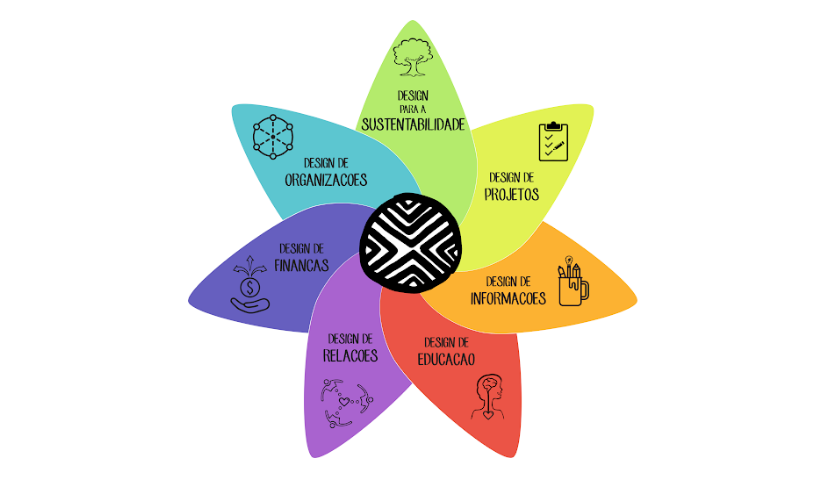 DESIGN
PARA A
SUSTENTABILIDADE
DESIGN DE
PROJETOS
DESIGN DE
INFORMACOES
DESIGN DE
EDUCACAO
DESIGN DE
RELACOES
DESIGN DE
FINANCAS
$
DESIGN DE
ORGANIZACOES